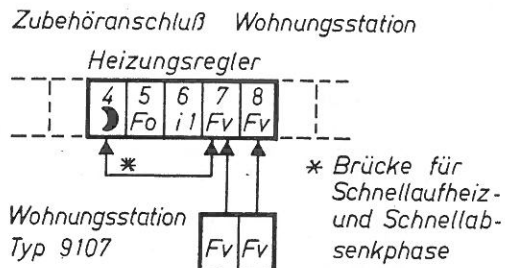 Zubehöranschluß Wohnungsstation
Heizungsregler
4 5 6 7 8
Fo i1 Fv Fv
*
* Brücke für
Schnellaufheiz-
und Schnellab-
senkphase
Wohnungsstation
Typ 9107
Fv Fv